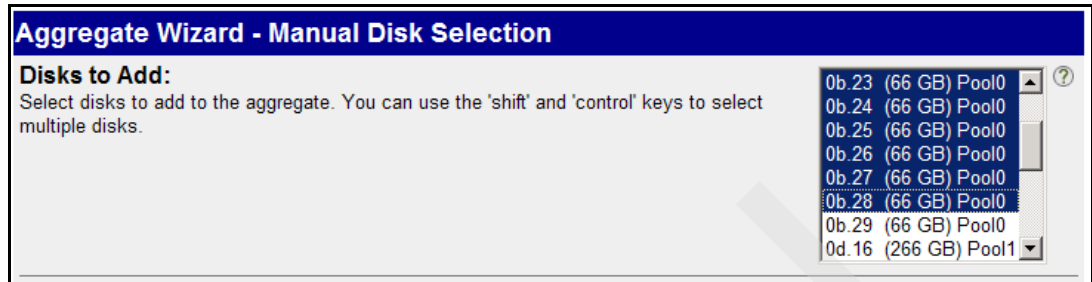 Aggregate Wizard - Manual Disk Selection
Disks to Add:
Select disks to add to the aggregate. You can use the 'shift' and 'control' keys to select
multiple disks.
0b.23 (66 GB) Pool0
0b.24 (66 GB) Pool0
0b.25 (66 GB) Pool0
0b.26 (66 GB) Pool0
0b.27 (66 GB) Pool0
0b.28 (66 GB) Pool0
0b.29 (66 GB) Pool0
0d.16 (266 GB) Pool1
?